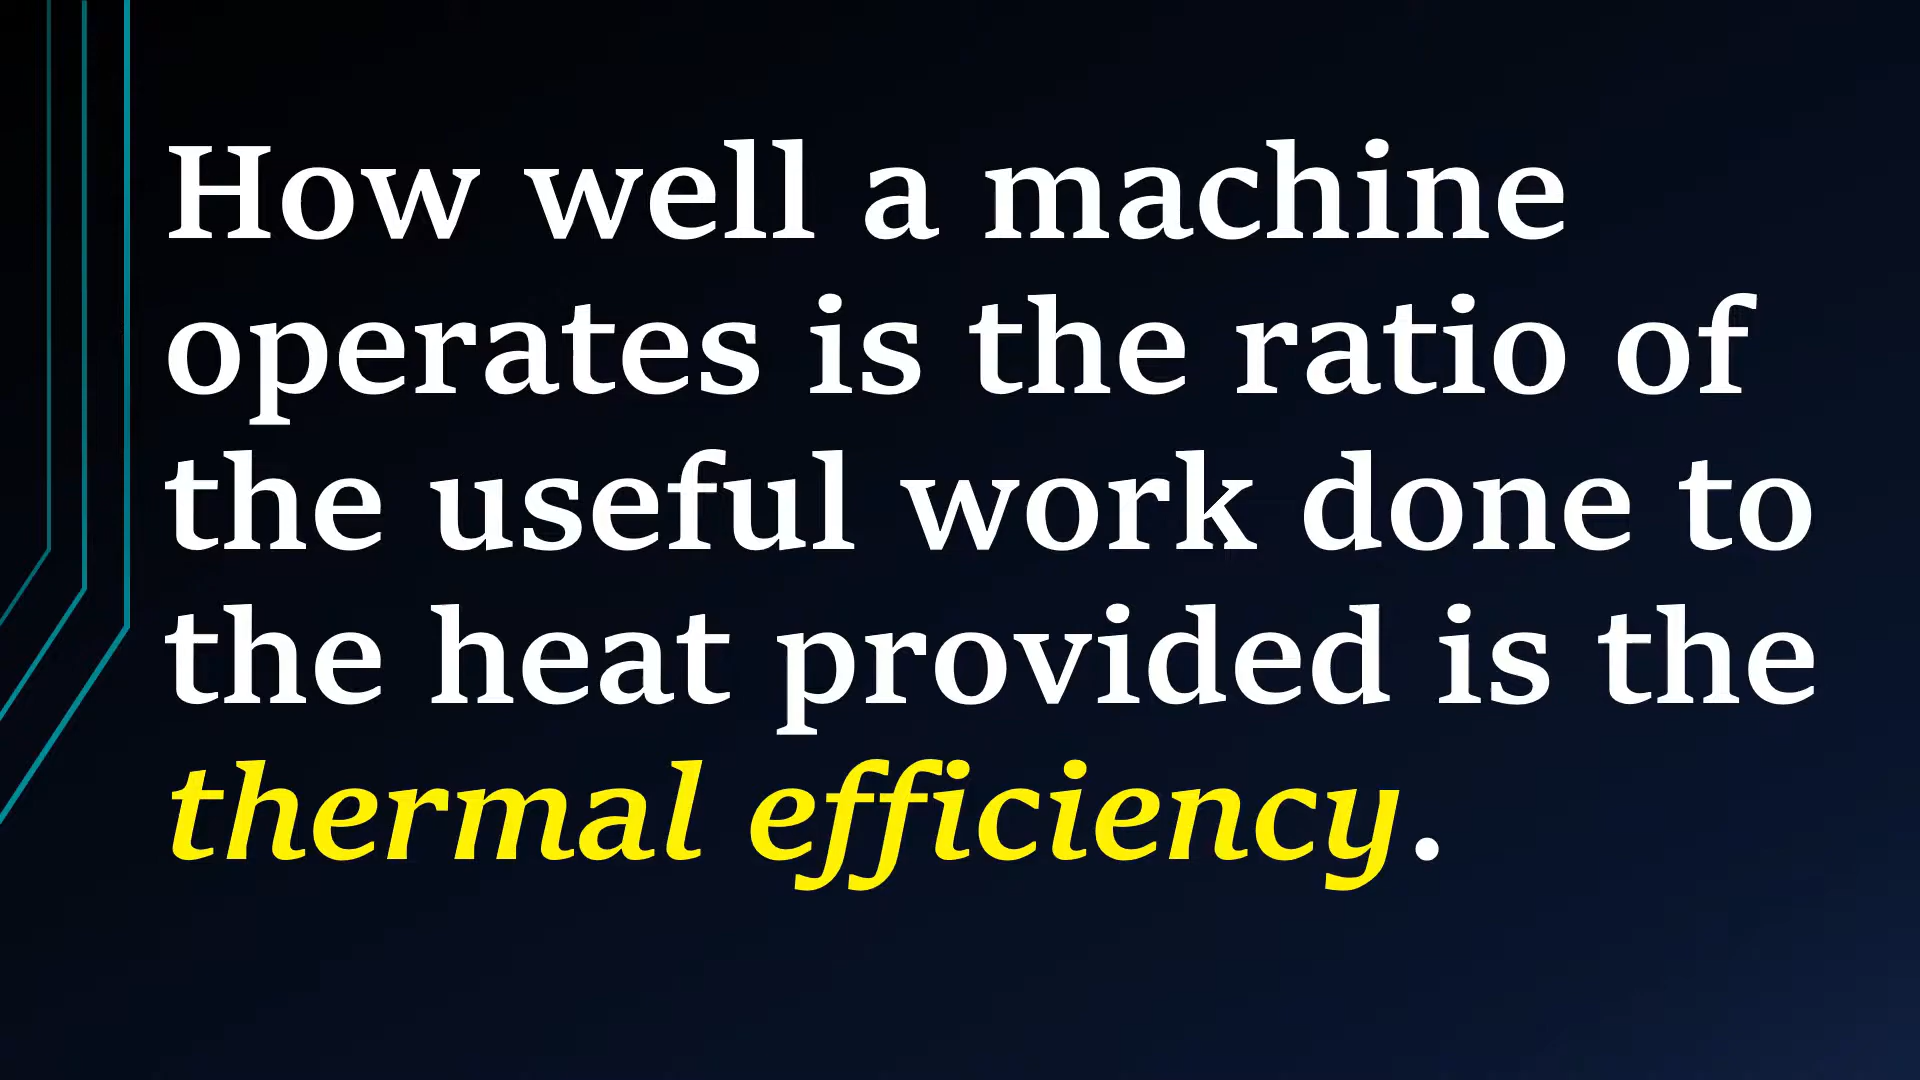 How well a machine
operates is the ratio of
the useful work done to
the heat provided is the
thermal efficiency.